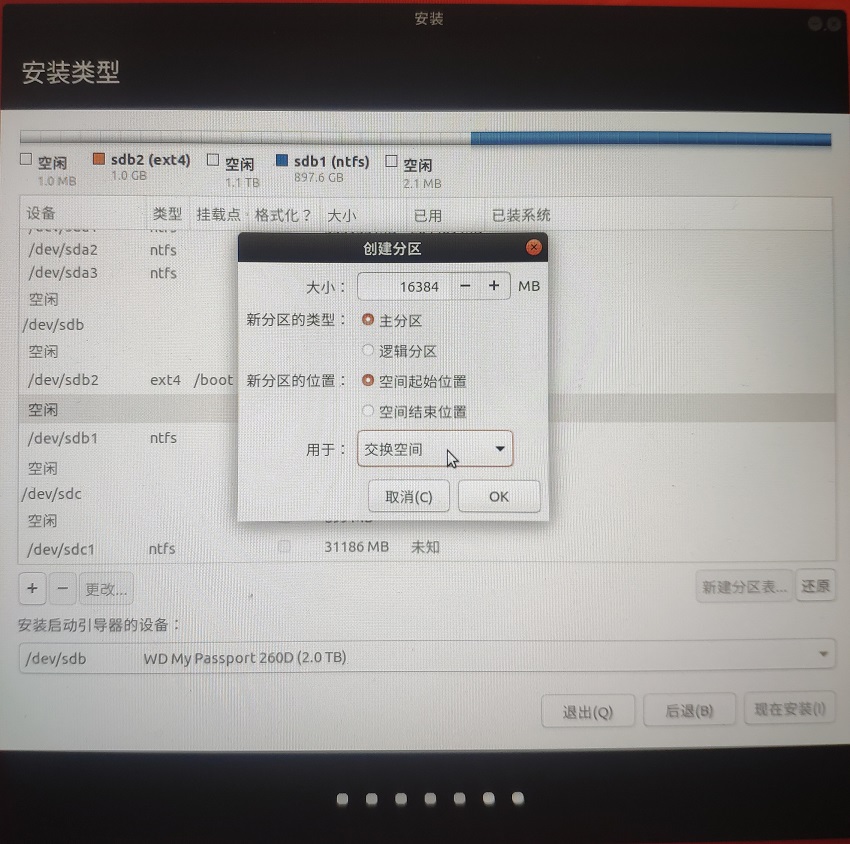 安装
安装类型
空闲 sdb2 (ext4) 空闲 sdb1 (ntfs) 空闲
1.0 MB 1.0 GB 1.1 TB 897.6 GB 2.1 MB
设备 类型 挂载点 格式化？ 大小 已用 已装系统
/dev/sda2 ntfs
/dev/sda3 ntfs
空闲
/dev/sdb
空闲
/dev/sdb2 ext4 /boot
空闲
/dev/sdb1 ntfs
空闲
/dev/sdc
空闲
/dev/sdc1 ntfs 31186 MB 未知
创建分区
大小： 16384 − + MB
新分区的类型： 主分区
逻辑分区
新分区的位置： 空间起始位置
空间结束位置
用于： 交换空间
取消(C) OK
+ − 更改... 新建分区表... 还原
安装启动引导器的设备：
/dev/sdb WD My Passport 260D (2.0 TB)
退出(Q) 后退(B) 现在安装(I)